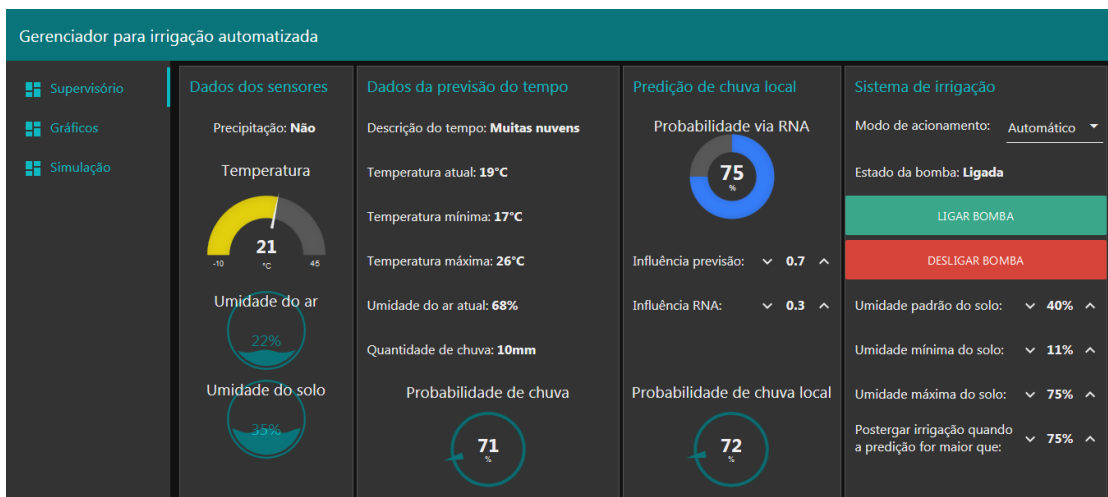 Gerenciador para irrigação automatizada
Supervisório
Gráficos
Simulação
Dados dos sensores
Precipitação: Não
Temperatura
21
°C
-10
45
Umidade do ar
22%
Umidade do solo
35%
Dados da previsão do tempo
Descrição do tempo: Muitas nuvens
Temperatura atual: 19°C
Temperatura mínima: 17°C
Temperatura máxima: 26°C
Umidade do ar atual: 68%
Quantidade de chuva: 10mm
Probabilidade de chuva
71
%
Predição de chuva local
Probabilidade via RNA
75
%
Influência previsão: 0.7
Influência RNA: 0.3
Probabilidade de chuva local
72
%
Sistema de irrigação
Modo de acionamento: Automático
Estado da bomba: Ligada
LIGAR BOMBA
DESLIGAR BOMBA
Umidade padrão do solo: 40%
Umidade mínima do solo: 11%
Umidade máxima do solo: 75%
Postergar irrigação quando
a predição for maior que: 75%